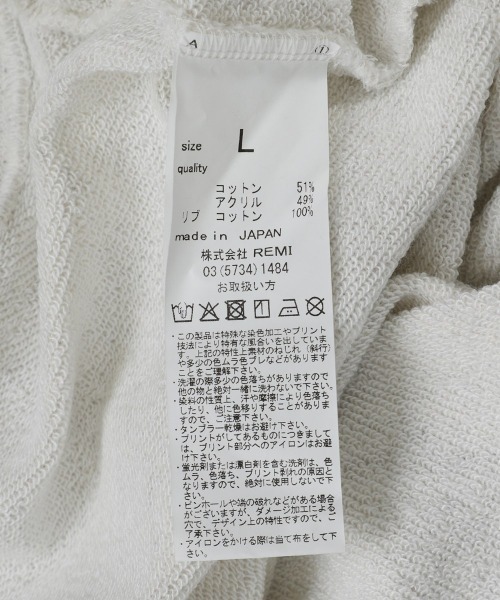 A
size L
quality
コットン 51%
アクリル 49%
リブ コットン 100%
made in JAPAN
株式会社 REMI
03(5734)1484
お取扱い方
・この製品は特殊な染色加工やプリント
技法により特有な風合いを出していま
す。上記の特性上素材のねじれ(斜行)
や多少の色ムラ色ブレなどがあります
ことをご理解下さい。
・洗濯の際多少の色落ちがありますので
他の物と絶対一緒に洗わないで下さい。
・染料の性質上、汗や摩擦により色落ち
したり、他に色移りすることがありま
すので、ご注意下さい。
・タンブラー乾燥はお避け下さい。
・プリントがしてあるものにつきまして
は、プリント部分へのアイロンはお避
け下さい。
・蛍光剤または漂白剤を含む洗剤は、色
ムラ、色落ち、プリント剥れの原因と
なりますので、絶対に使用しないで下
さい。
・ピンホールや端の破れなどがある場合
がございますが、ダメージ加工による
穴で、デザイン上の特性ですので、ご
了承下さい。
・アイロンをかける際は当て布をして下
さい。